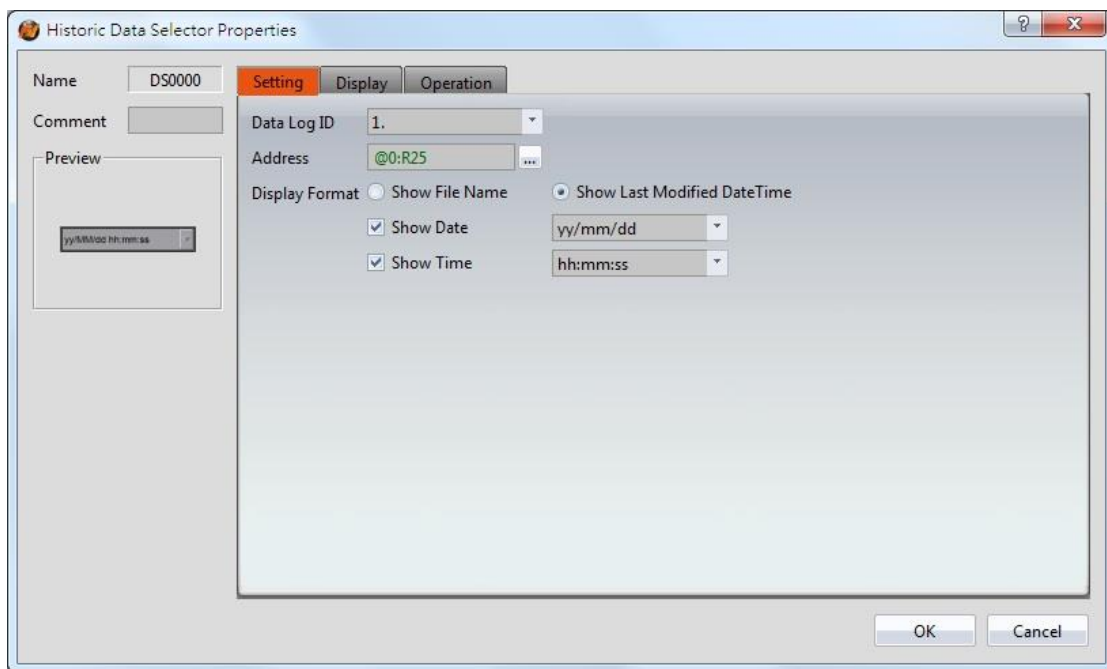 Historic Data Selector Properties
Name DS0000
Comment
Preview
yy/MM/dd hh:mm:ss
Setting Display Operation
Data Log ID 1.
Address @0:R25 ...
Display Format Show File Name Show Last Modified DateTime
Show Date yy/mm/dd
Show Time hh:mm:ss
OK Cancel